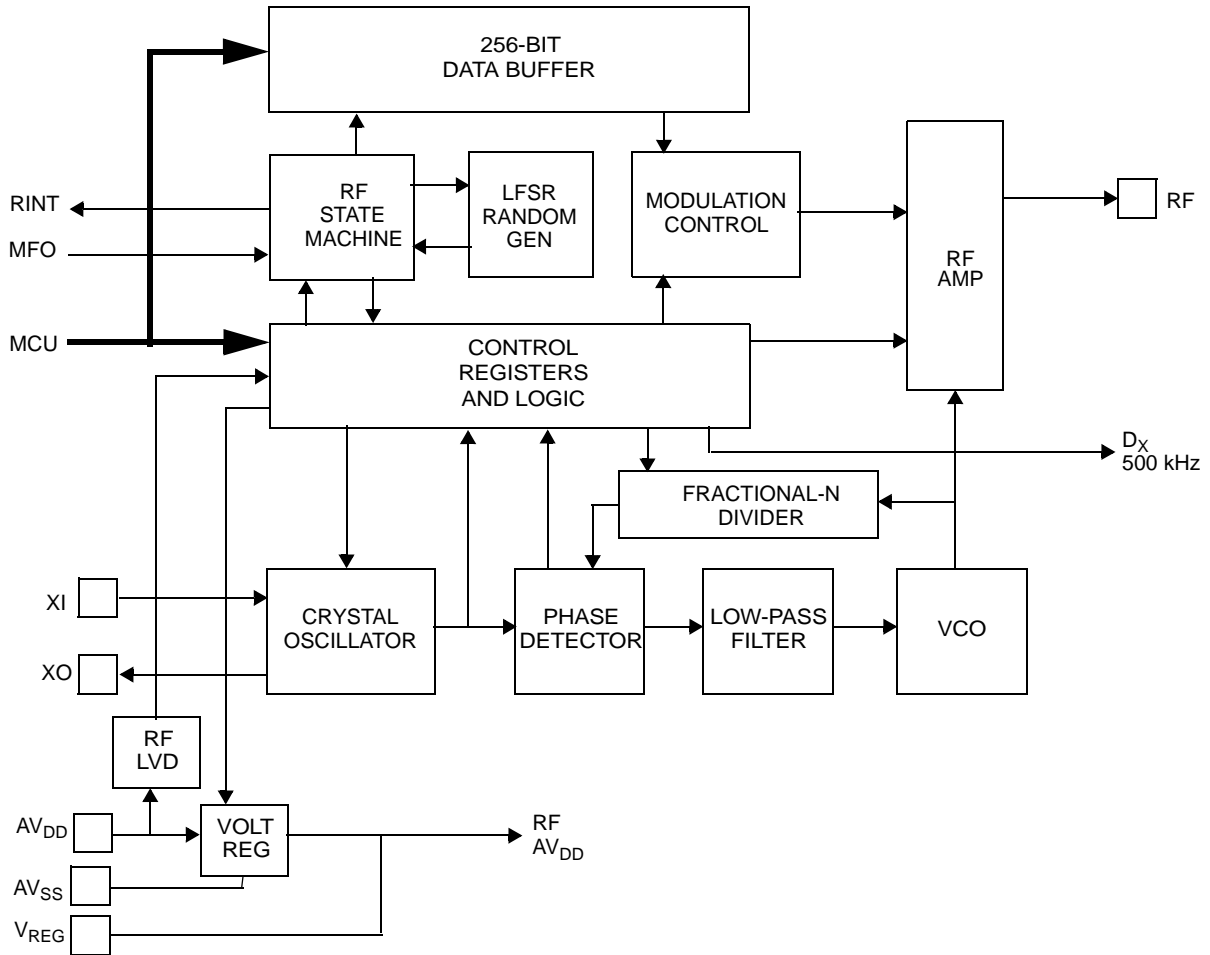 256-BIT
DATA BUFFER
RF
STATE
MACHINE
LFSR
RANDOM
GEN
MODULATION
CONTROL
RINT
MFO
RF
AMP
RF
MCU
CONTROL
REGISTERS
AND LOGIC
DX
500 kHz
FRACTIONAL-N
DIVIDER
XI
CRYSTAL
OSCILLATOR
PHASE
DETECTOR
LOW-PASS
FILTER
VCO
XO
RF
LVD
AVDD
VOLT
REG
RF
AVDD
AVSS
VREG